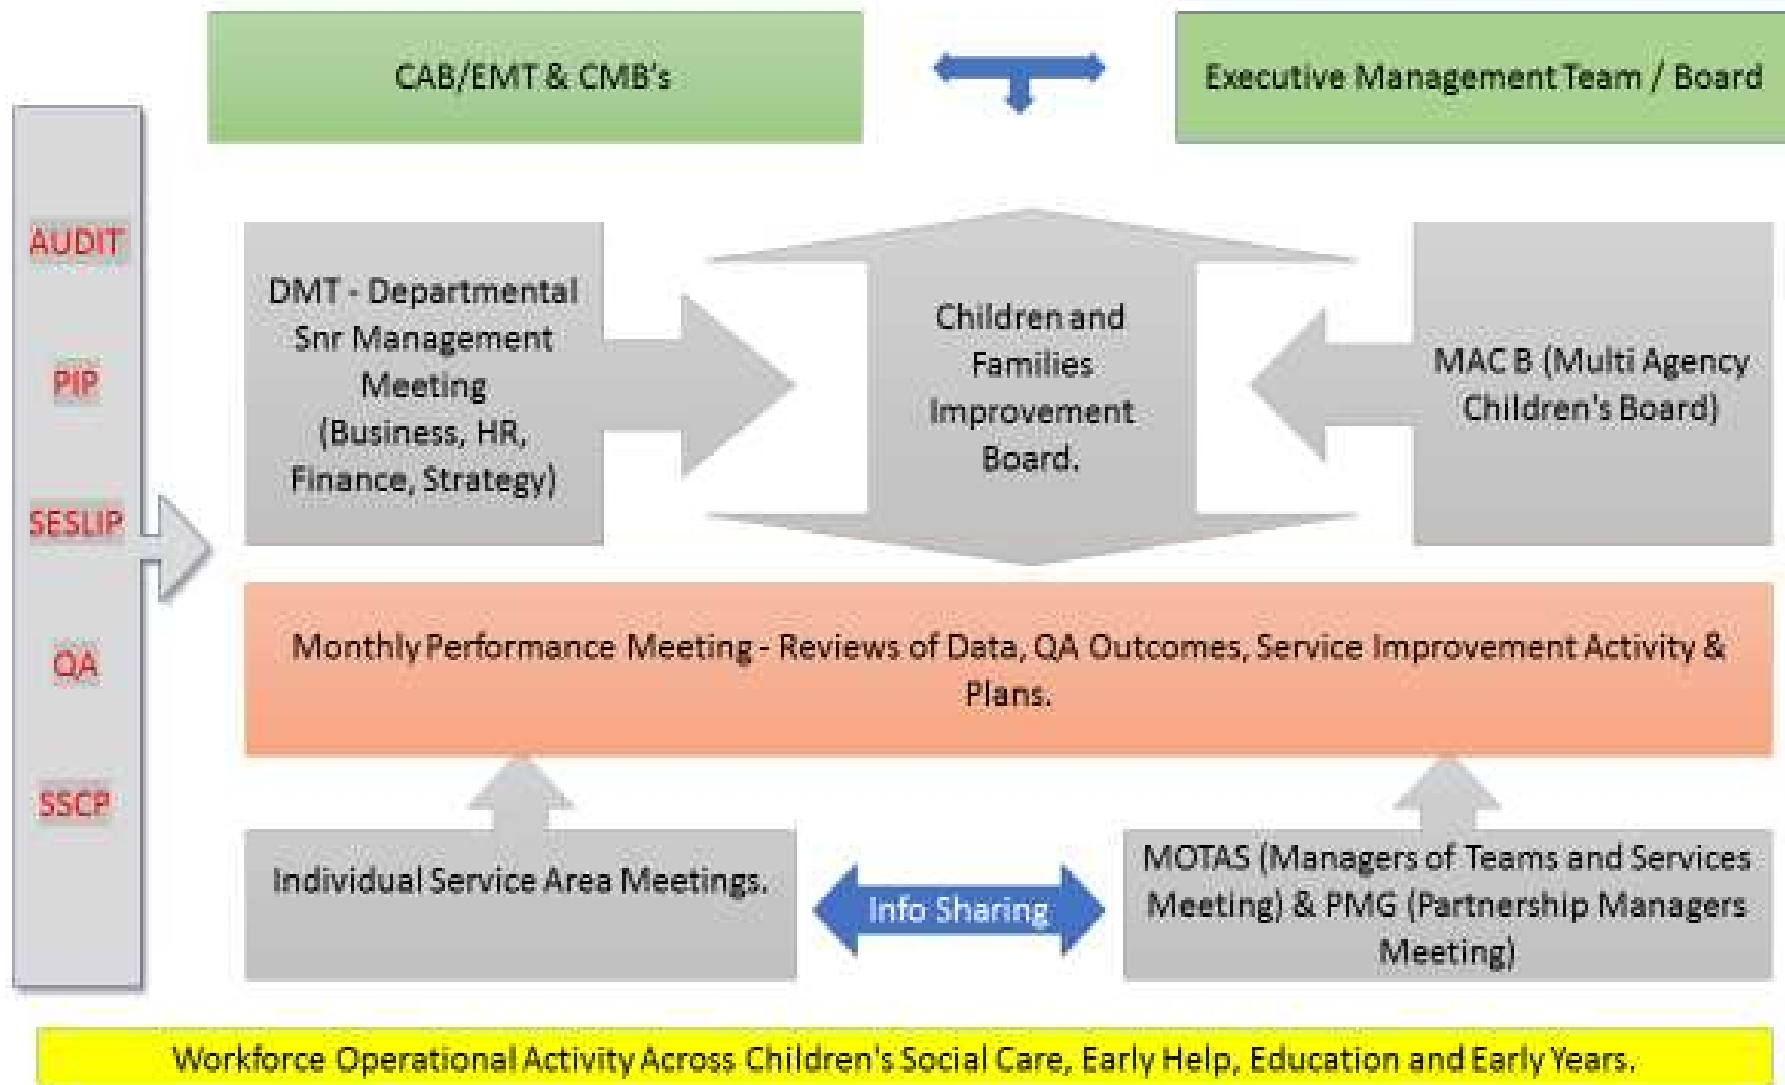 CAB/EMT & CMB's
Executive Management Team / Board
AUDIT
PIP
SESLIP
QA
SSCP
DMT - Departmental
Snr Management
Meeting
(Business, HR,
Finance, Strategy)
Children and
Families
Improvement
Board.
MAC B (Multi Agency
Children's Board)
Monthly Performance Meeting - Reviews of Data, QA Outcomes, Service Improvement Activity &
Plans.
Individual Service Area Meetings.
Info Sharing
MOTAS (Managers of Teams and Services
Meeting) & PMG (Partnership Managers
Meeting)
Workforce Operational Activity Across Children's Social Care, Early Help, Education and Early Years.